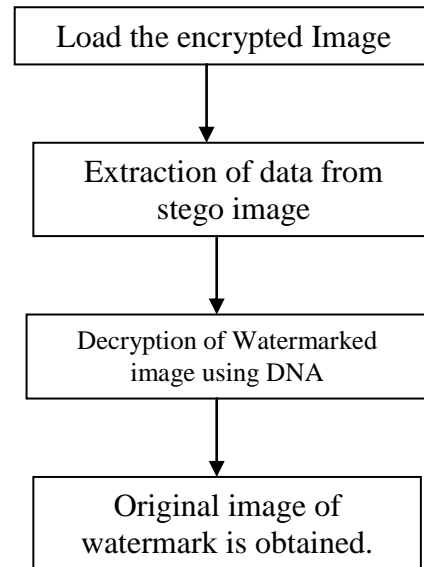 Load the encrypted Image
Extraction of data from
stego image
Decryption of Watermarked
image using DNA
Original image of
watermark is obtained.